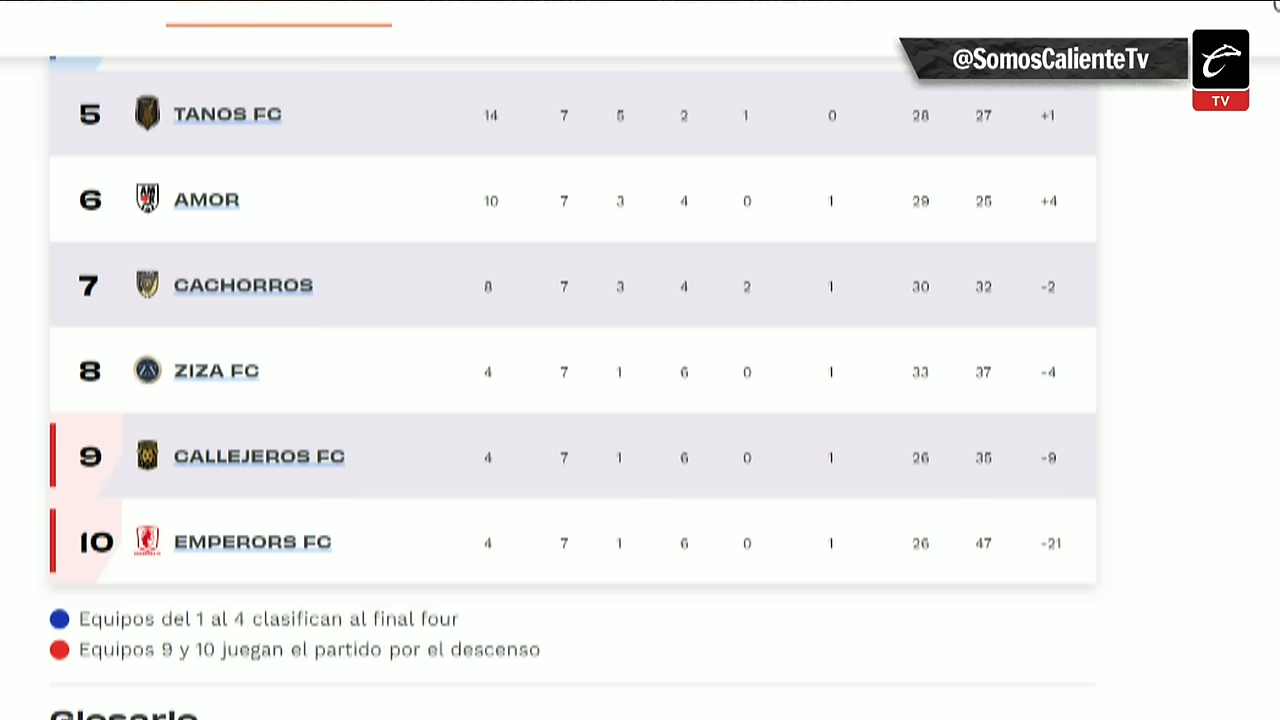 @SomosCalienteTv
TV
5 TANOS FC 14 7 5 2 1 0 28 27 +1
6 AMOR 10 7 3 4 0 1 29 25 +4
7 CACHORROS 8 7 3 4 2 1 30 32 -2
8 ZIZA FC 4 7 1 6 0 1 33 37 -4
9 CALLEJEROS FC 4 7 1 6 0 1 26 35 -9
10 EMPERORS FC 4 7 1 6 0 1 26 47 -21
Equipos del 1 al 4 clasifican al final four
Equipos 9 y 10 juegan el partido por el descenso
Glosario